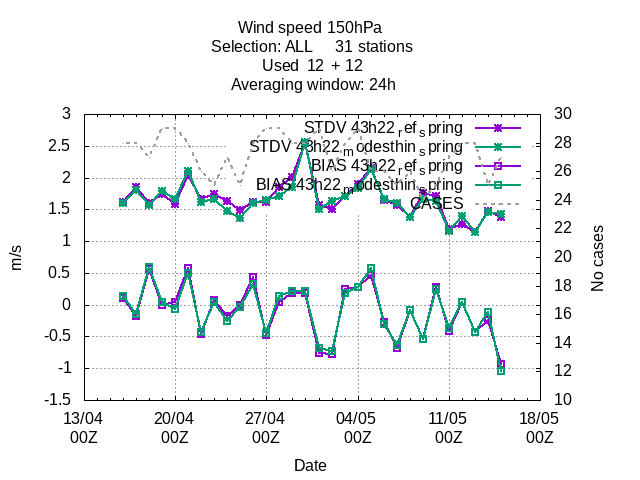 Wind speed 150hPa
Selection: ALL 31 stations
Used 12 + 12
Averaging window: 24h
STDV 43h22_ref_spring
STDV 43h22_modesthin_spring
BIAS 43h22_ref_spring
BIAS 43h22_modesthin_spring
CASES
3
2.5
2
1.5
1
0.5
0
-0.5
-1
-1.5
m/s
30
28
26
24
22
20
18
16
14
12
10
No cases
13/04 20/04 27/04 04/05 11/05 18/05
00Z 00Z 00Z 00Z 00Z 00Z
Date